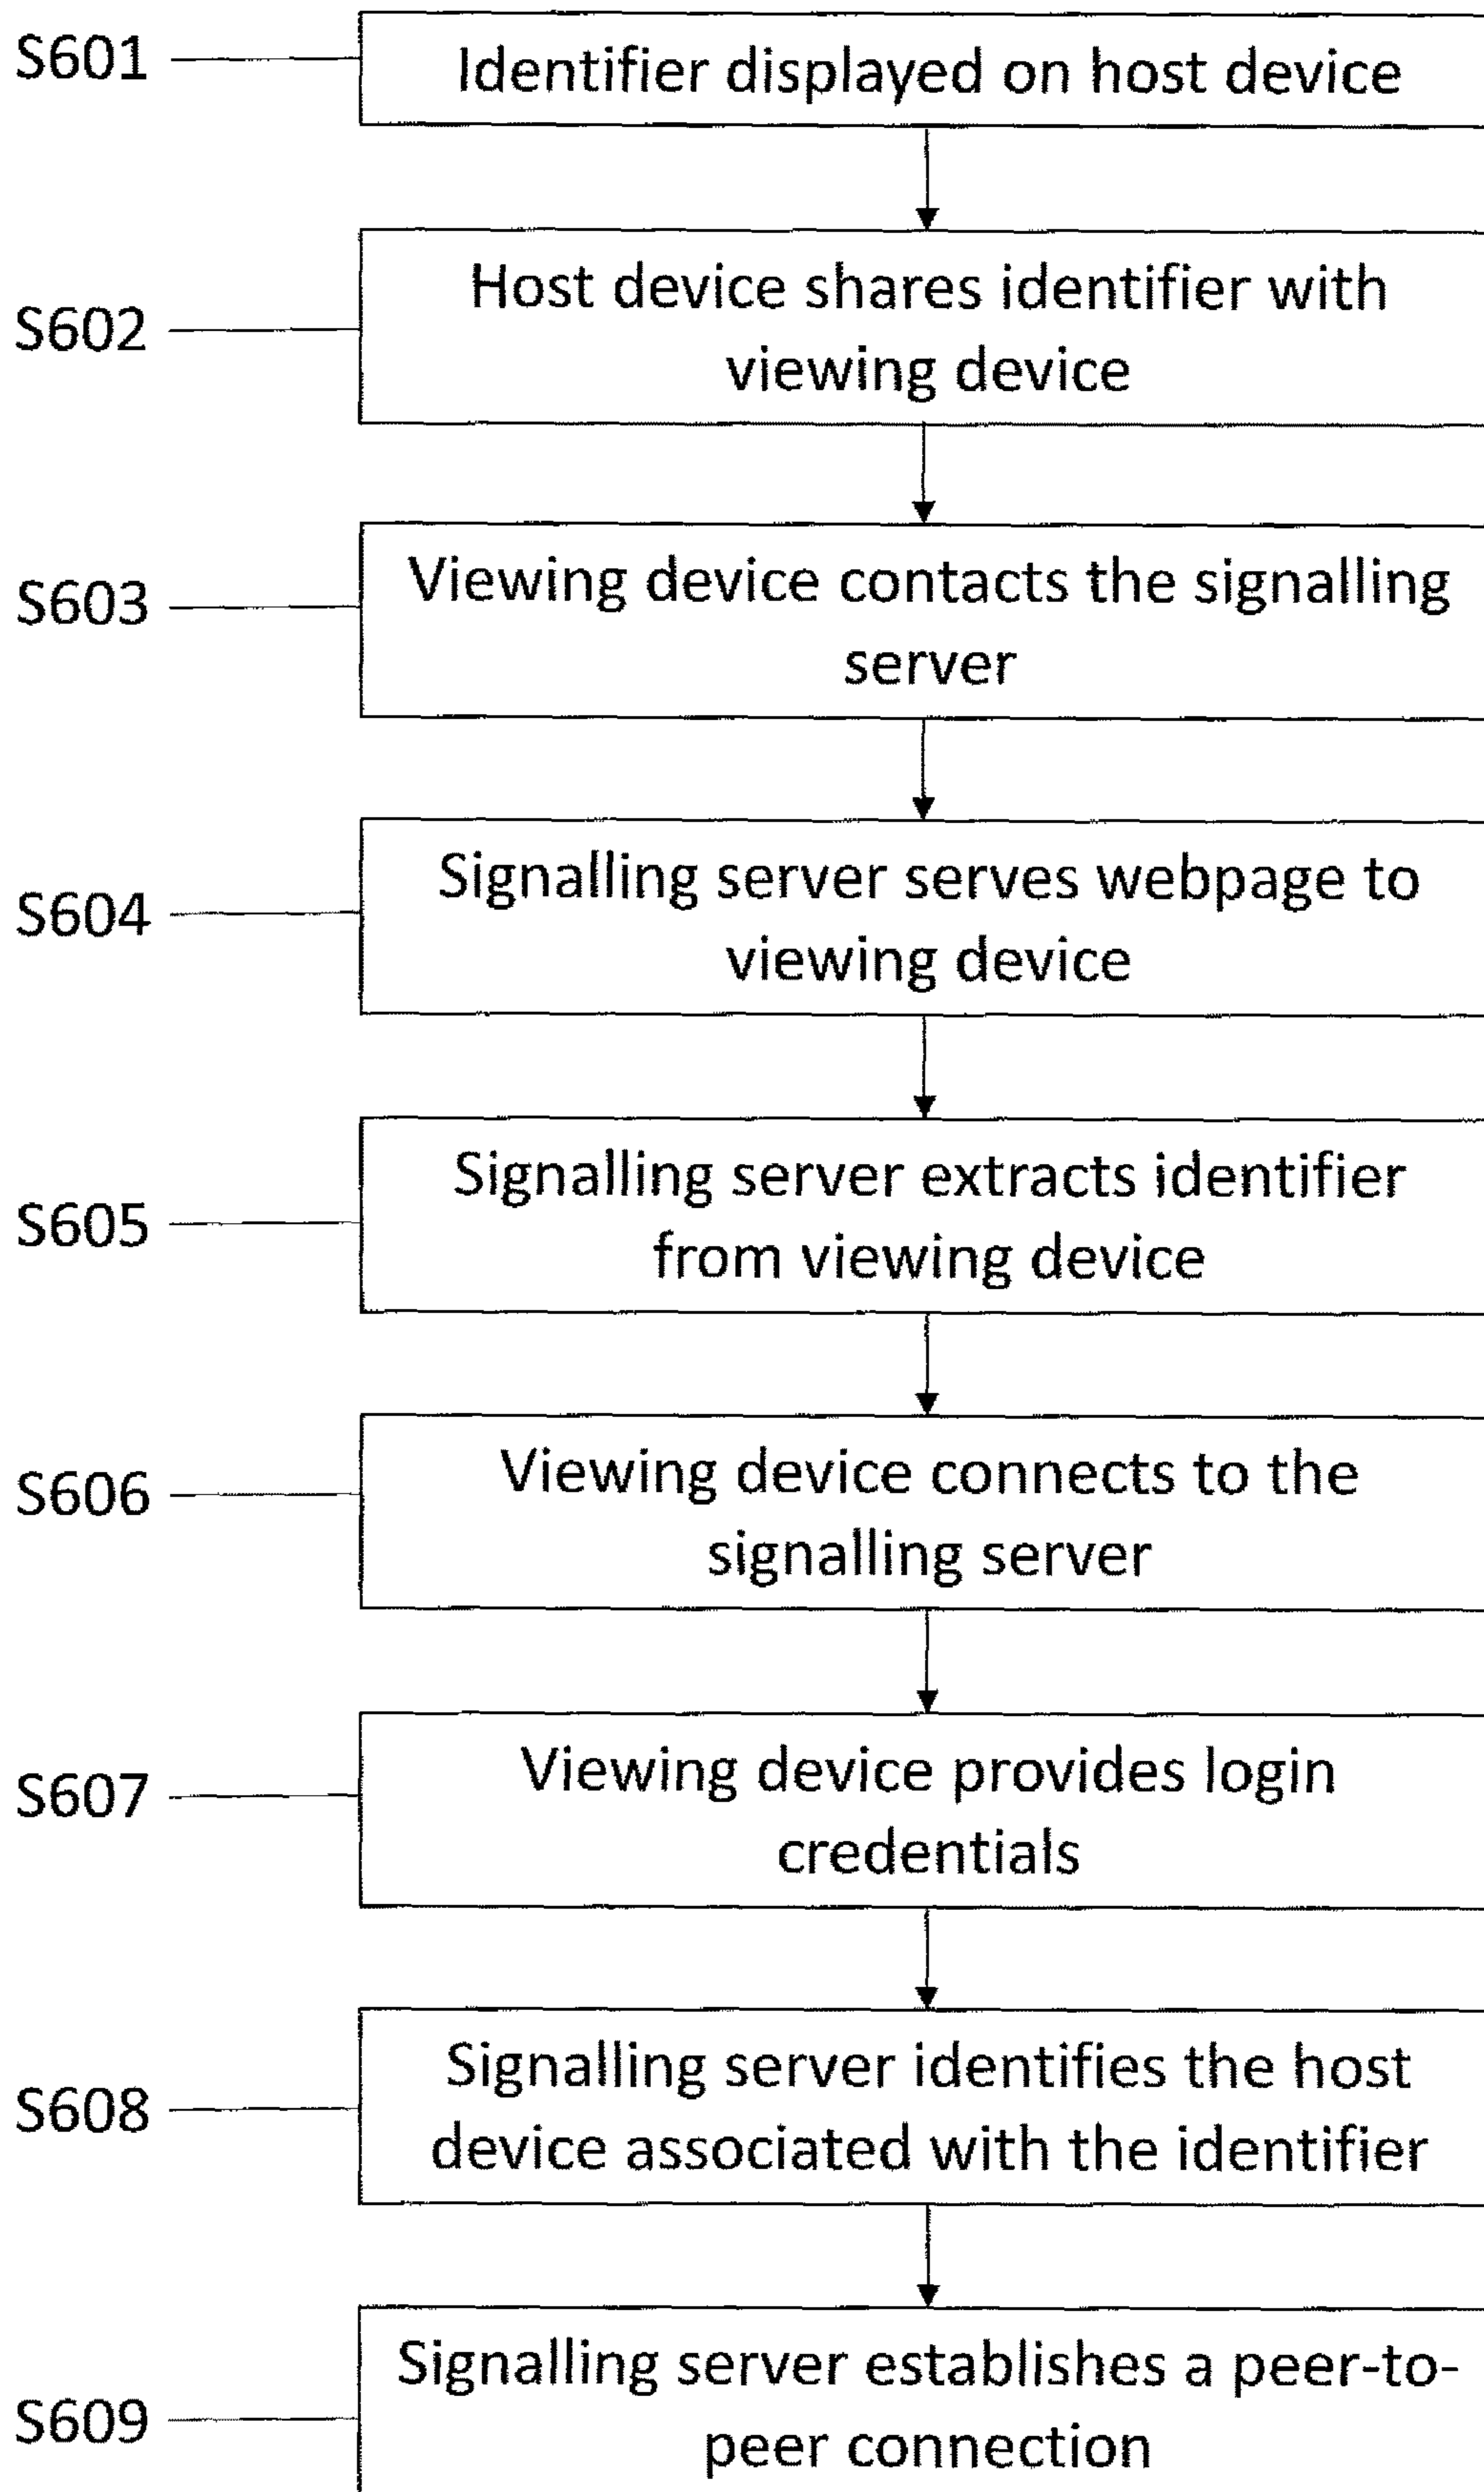 S601
Identifier displayed on host device
S602
Host device shares identifier with
viewing device
S603
Viewing device contacts the signalling
server
S604
Signalling server serves webpage to
viewing device
S605
Signalling server extracts identifier
from viewing device
S606
Viewing device connects to the
signalling server
S607
Viewing device provides login
credentials
S608
Signalling server identifies the host
device associated with the identifier
S609
Signalling server establishes a peer-to-
peer connection